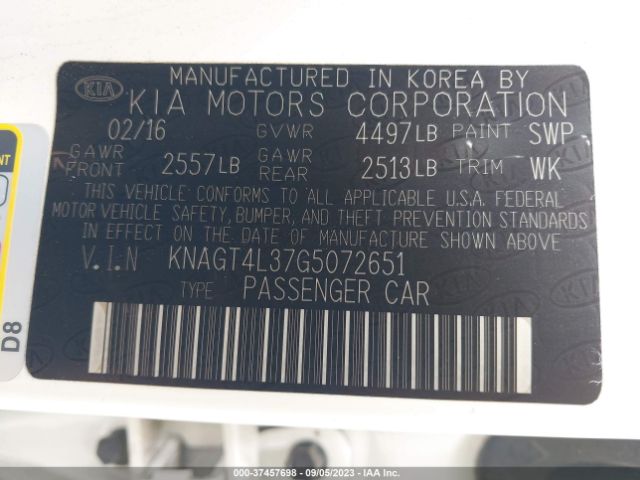 MANUFACTURED IN KOREA BY
KIA KIA MOTORS CORPORATION
02/16 GVWR 4497LB PAINT SWP
GAWR FRONT 2557LB GAWR REAR 2513LB TRIM WK
THIS VEHICLE CONFORMS TO ALL APPLICABLE U.S.A. FEDERAL
MOTOR VEHICLE SAFETY, BUMPER, AND THEFT PREVENTION STANDARDS
IN EFFECT ON THE DATE OF MANUFACTURE SHOWN ABOVE
V.I.N KNAGT4L37G5072651
TYPE PASSENGER CAR
D8
000-37457698 - 09/05/2023 - IAA Inc.